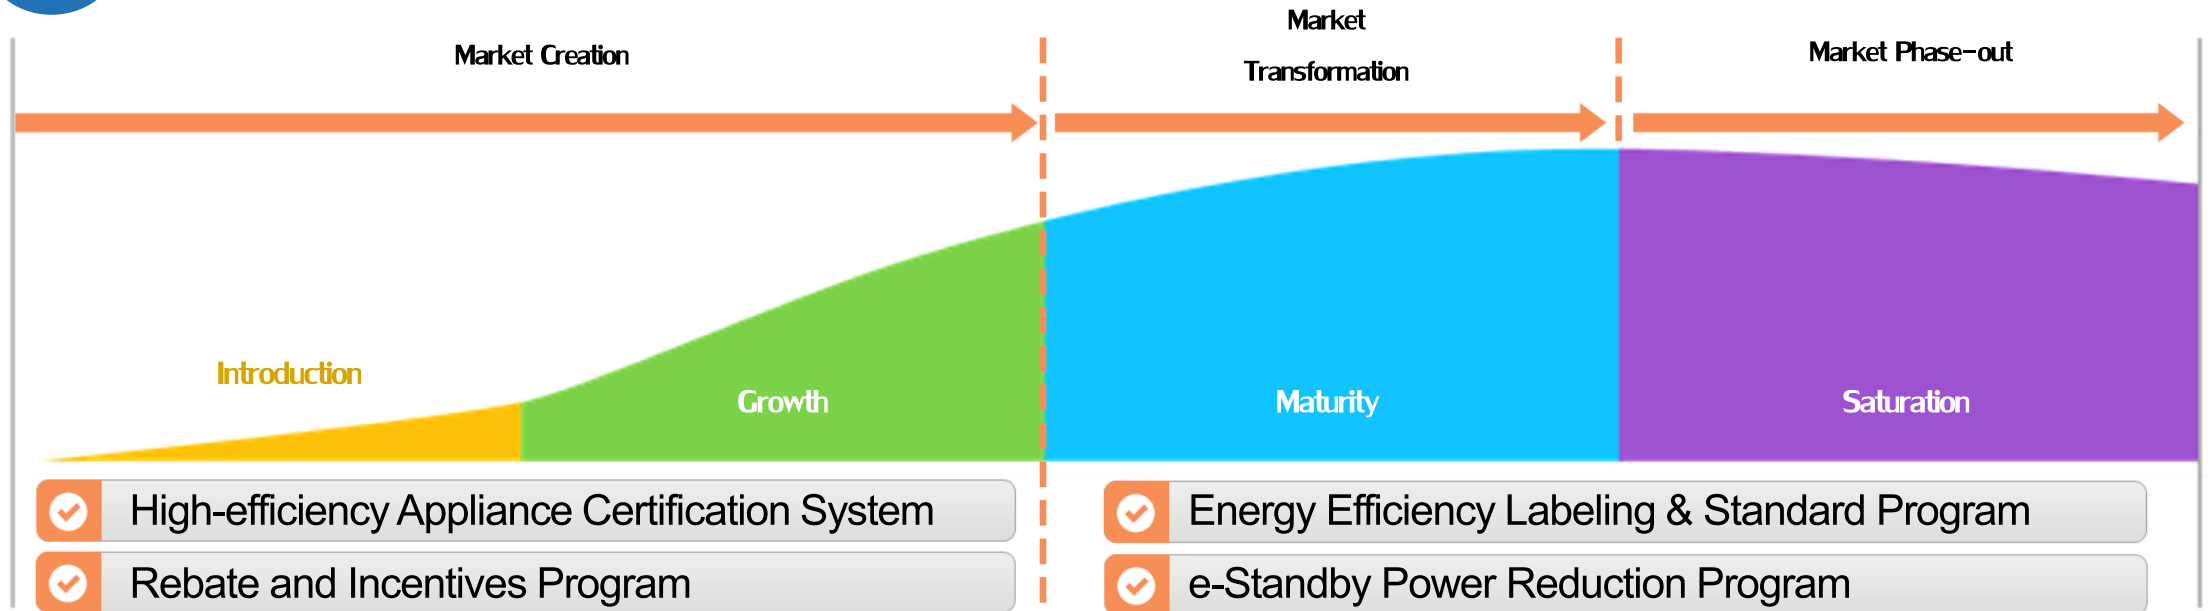 Market Creation
Market
Transformation
Market Phase-out
Introduction
Growth
Maturity
Saturation
High-efficiency Appliance Certification System
Rebate and Incentives Program
Energy Efficiency Labeling & Standard Program
e-Standby Power Reduction Program